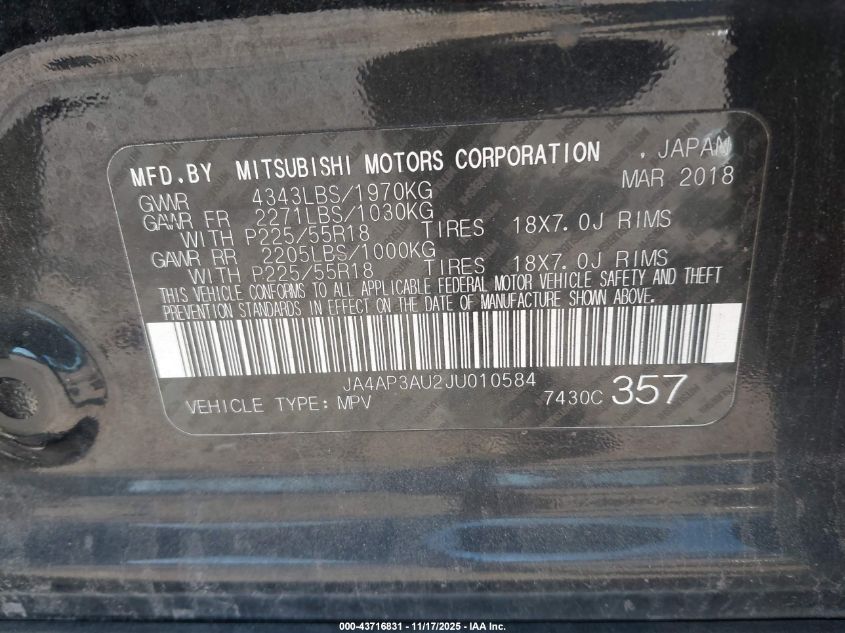 MFD.BY MITSUBISHI MOTORS CORPORATION , JAPAN
MAR 2018
GVWR 4343LBS/1970KG
GAWR FR 2271LBS/1030KG
WITH P225/55R18 TIRES 18X7.0J RIMS
GAWR RR 2205LBS/1000KG
WITH P225/55R18 TIRES 18X7.0J RIMS
THIS VEHICLE CONFORMS TO ALL APPLICABLE FEDERAL MOTOR VEHICLE SAFETY AND THEFT
PREVENTION STANDARDS IN EFFECT ON THE DATE OF MANUFACTURE SHOWN ABOVE.
JA4AP3AU2JU010584
VEHICLE TYPE: MPV 7430C 357
000-43716831 - 11/17/2025 - IAA Inc.